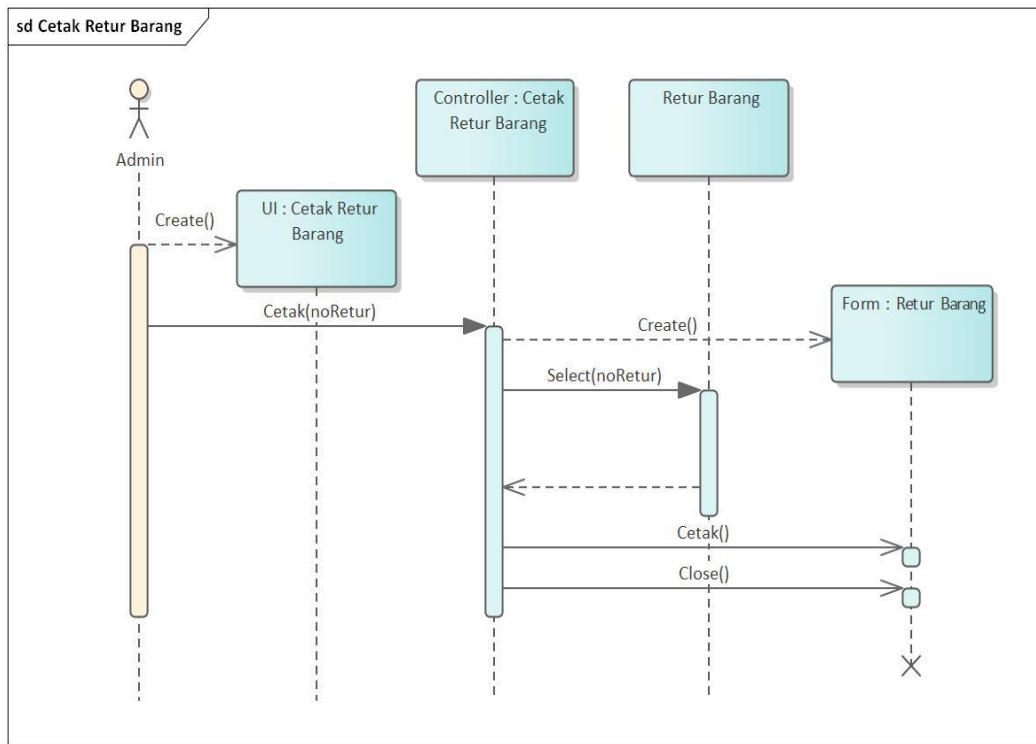 sd Cetak Retur Barang
Controller : Cetak
Retur Barang
Retur Barang
Admin
UI : Cetak Retur
Barang
Create()
Cetak(noRetur)
Form : Retur Barang
Create()
Select(noRetur)
Cetak()
Close()